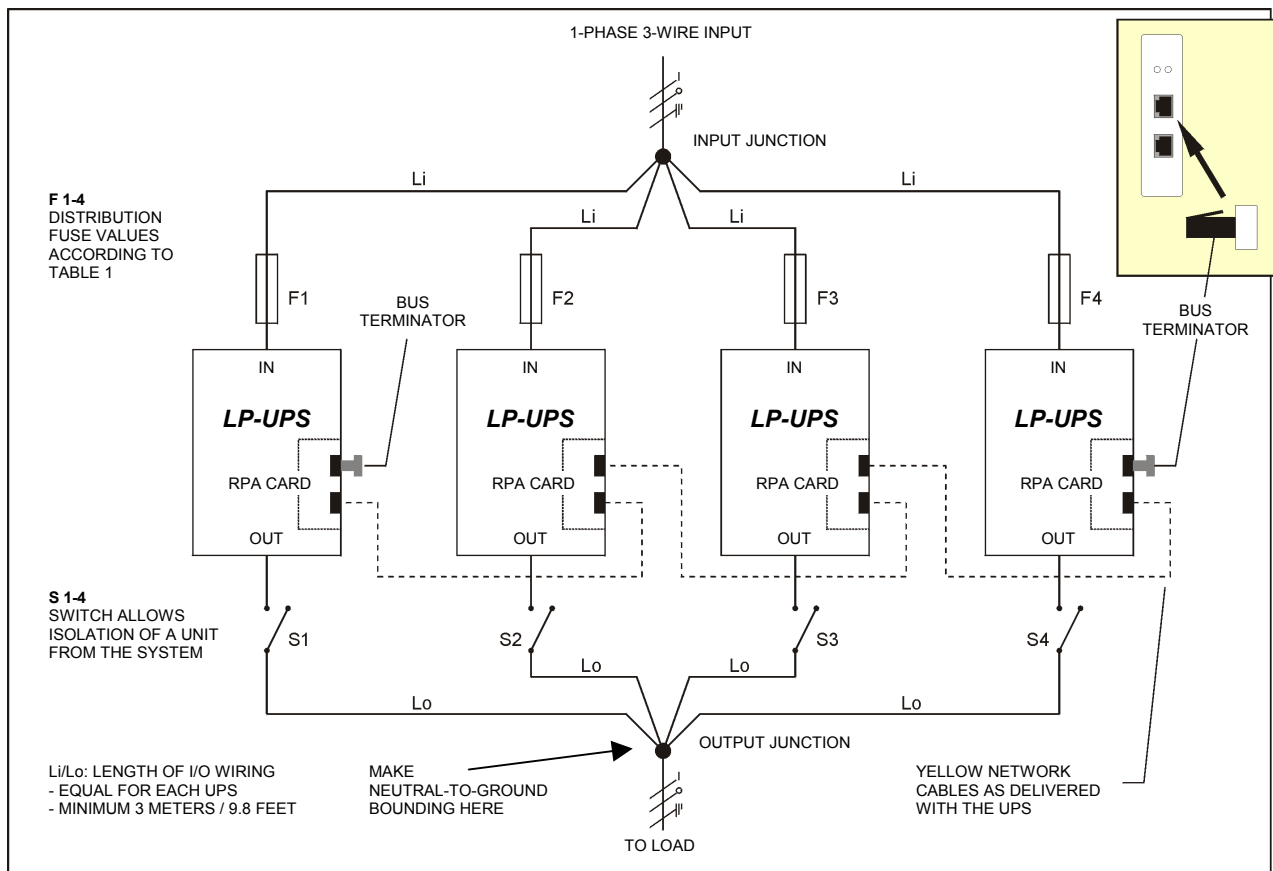 1-PHASE 3-WIRE INPUT
INPUT JUNCTION
Li
Li
Li
Li
F 1-4
DISTRIBUTION
FUSE VALUES
ACCORDING TO
TABLE 1
F1
F2
F3
F4
BUS
TERMINATOR
BUS
TERMINATOR
IN
IN
IN
IN
LP-UPS
LP-UPS
LP-UPS
LP-UPS
RPA CARD
RPA CARD
RPA CARD
RPA CARD
OUT
OUT
OUT
OUT
S 1-4
SWITCH ALLOWS
ISOLATION OF A UNIT
FROM THE SYSTEM
S1
S2
S3
S4
Lo
Lo
Lo
Lo
OUTPUT JUNCTION
Li/Lo: LENGTH OF I/O WIRING
- EQUAL FOR EACH UPS
- MINIMUM 3 METERS / 9.8 FEET
MAKE
NEUTRAL-TO-GROUND
BOUNDING HERE
YELLOW NETWORK
CABLES AS DELIVERED
WITH THE UPS
TO LOAD